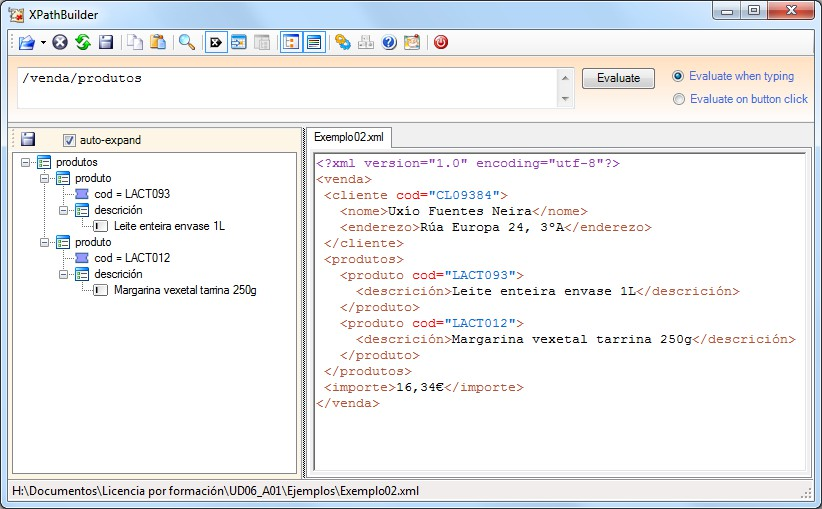 XPathBuilder
/venda/produtos
Evaluate
Evaluate when typing
Evaluate on button click
auto-expand
produtos
produto
cod = LACT093
descrición
Leite enteira envase 1L
produto
cod = LACT012
descrición
Margarina vexetal tarrina 250g
Exemplo02.xml
<?xml version="1.0" encoding="utf-8"?>
<venda>
<cliente cod="CL09384">
<nome>Uxío Fuentes Neira</nome>
<enderezo>Rúa Europa 24, 3ºA</enderezo>
</cliente>
<produtos>
<produto cod="LACT093">
<descrición>Leite enteira envase 1L</descrición>
</produto>
<produto cod="LACT012">
<descrición>Margarina vexetal tarrina 250g</descrición>
</produto>
</produtos>
<importe>16,34€</importe>
</venda>
H:\Documentos\Licencia por formación\UD06_A01\Ejemplos\Exemplo02.xml